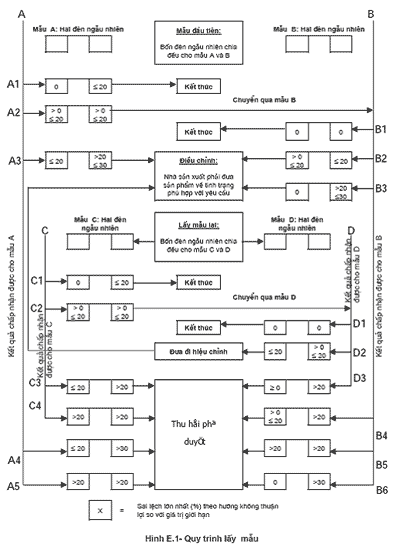 A
B
Mẫu A: Hai đèn ngẫu nhiên
Mẫu đầu tiên:
Bốn đèn ngẫu nhiên chia
đều cho mẫu A và B
Mẫu B: Hai đèn ngẫu nhiên
A1
0
≤ 20
Kết thúc
A2
> 0
≤ 20
> 0
≤ 20
Chuyển qua mẫu B
Kết thúc
0
0
B1
A3
≤ 20
>20
≤ 30
Điều chỉnh:
Nhà sản xuất phải đưa
sản phẩm về tình trạng
phù hợp với yêu cầu
> 0
≤ 20
≤ 20
B2
0
>20
≤30
B3
Mẫu C: Hai đèn
ngẫu nhiên
Lấy mẫu lại:
Bốn đèn ngẫu nhiên chia
đều cho mẫu C và D
Mẫu D: Hai đèn
ngẫu nhiên
C
D
C1
0
≤ 20
Kết thúc
C2
> 0
≤ 20
> 0
≤ 20
Chuyển qua mẫu D
Kết thúc
0
0
D1
Đưa đi hiệu chỉnh
≤ 20
> 0
≤ 20
D2
Kết quả chấp nhận được cho mẫu A
Kết quả chấp nhận
được cho mẫu C
Kết quả chấp nhận
được cho mẫu D
Kết quả chấp nhận được cho mẫu B
C3
≤ 20
>20
Thu håi phª
duyÖt
≥ 0
>20
D3
C4
>20
>20
> 0
≤ 20
>20
B4
A4
≤ 20
>30
>20
>20
B5
A5
>20
>20
0
>30
B6
X
=
Sai lệch lớn nhất (%) theo hướng không thuận
lợi so với giá trị giới hạn
Hình E.1- Quy trình lấy mẫu